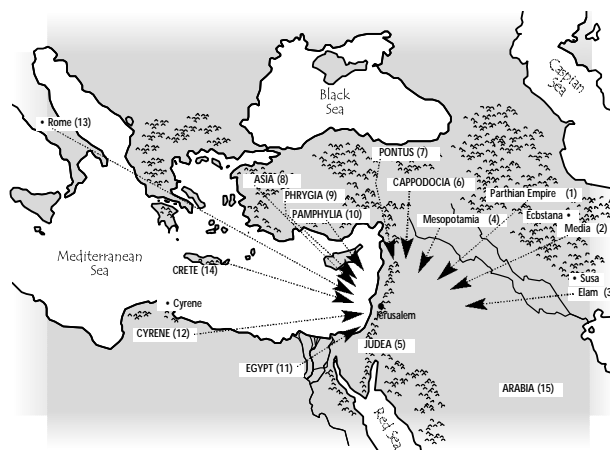 Black
Sea
Caspian
Sea
• Rome (13)
PONTUS (7)
ASIA (8)
CAPPODOCIA (6)
PHRYGIA (9)
Parthian Empire (1)
PAMPHYLIA (10)
Ecbstana •
Mesopotamia (4)
Media (2)
Mediterranean
Sea
CRETE (14)
• Susa
Elam (3
• Cyrene
Jerusalem
CYRENE (12)
JUDEA (5)
EGYPT (11)
ARABIA (15)
Red Sea